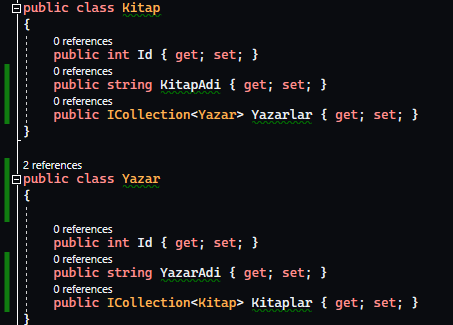 public class Kitap
{
0 references
public int Id { get; set; }
0 references
public string KitapAdi { get; set; }
0 references
public ICollection<Yazar> Yazarlar { get; set; }
}
2 references
public class Yazar
{
0 references
public int Id { get; set; }
0 references
public string YazarAdi { get; set; }
0 references
public ICollection<Kitap> Kitaplar { get; set; }
}